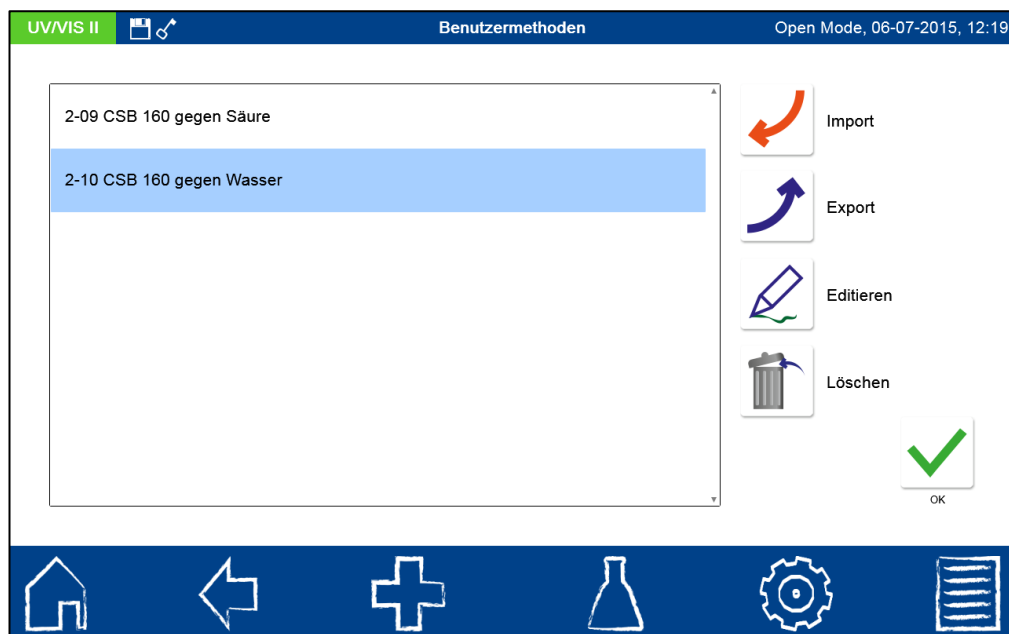 UV/VIS II
Benutzermethoden
Open Mode, 06-07-2015, 12:19
2-09 CSB 160 gegen Säure
2-10 CSB 160 gegen Wasser
Import
Export
Editieren
Löschen
OK